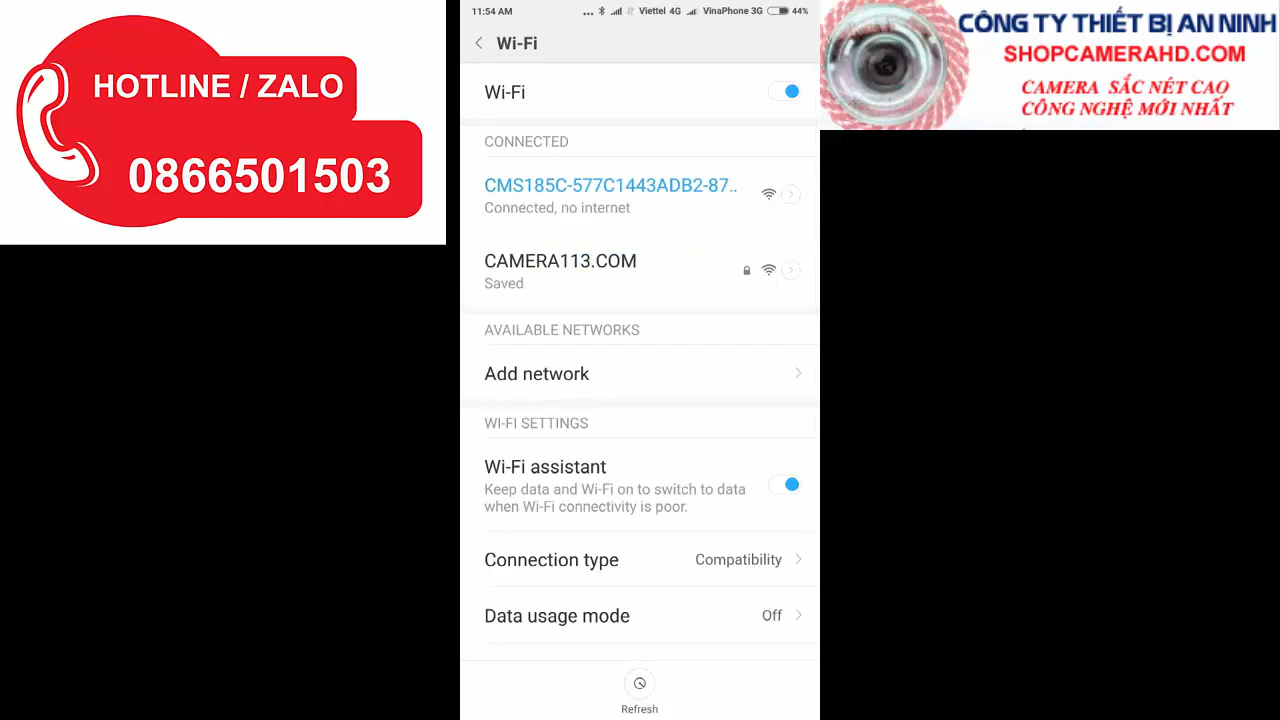 HOTLINE / ZALO
0866501503
11:54 AM
... Viettel 4G VinaPhone 3G 44%
Wi-Fi
Wi-Fi
CONNECTED
CMS185C-577C1443ADB2-87..
Connected, no internet
CAMERA113.COM
Saved
AVAILABLE NETWORKS
Add network
WI-FI SETTINGS
Wi-Fi assistant
Keep data and Wi-Fi on to switch to data
when Wi-Fi connectivity is poor.
Connection type Compatibility
Data usage mode Off
Refresh
CÔNG TY THIẾT BỊ AN NINH
SHOPCAMERAHD.COM
CAMERA SẮC NÉT CAO
CÔNG NGHỆ MỚI NHẤT